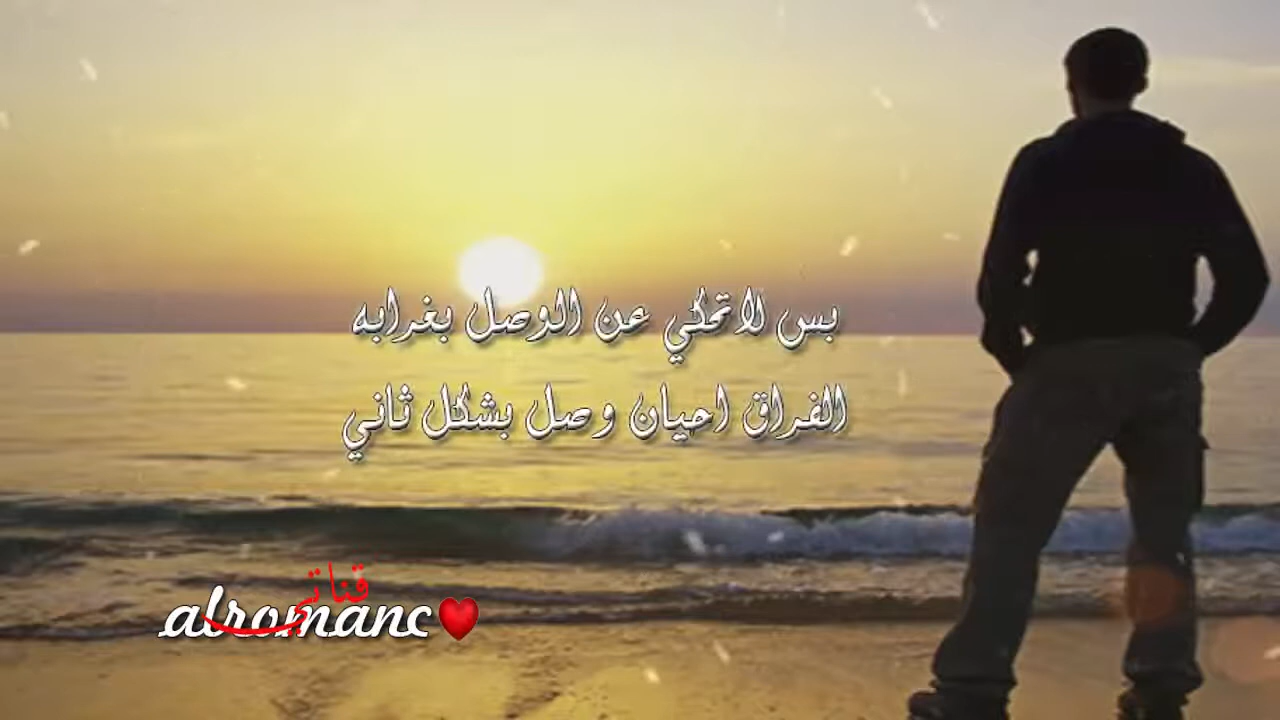 بس لاتحكي عن الوصل بغرابه
الفراق احيان وصل بشكل ثاني
قناتي
alromanc